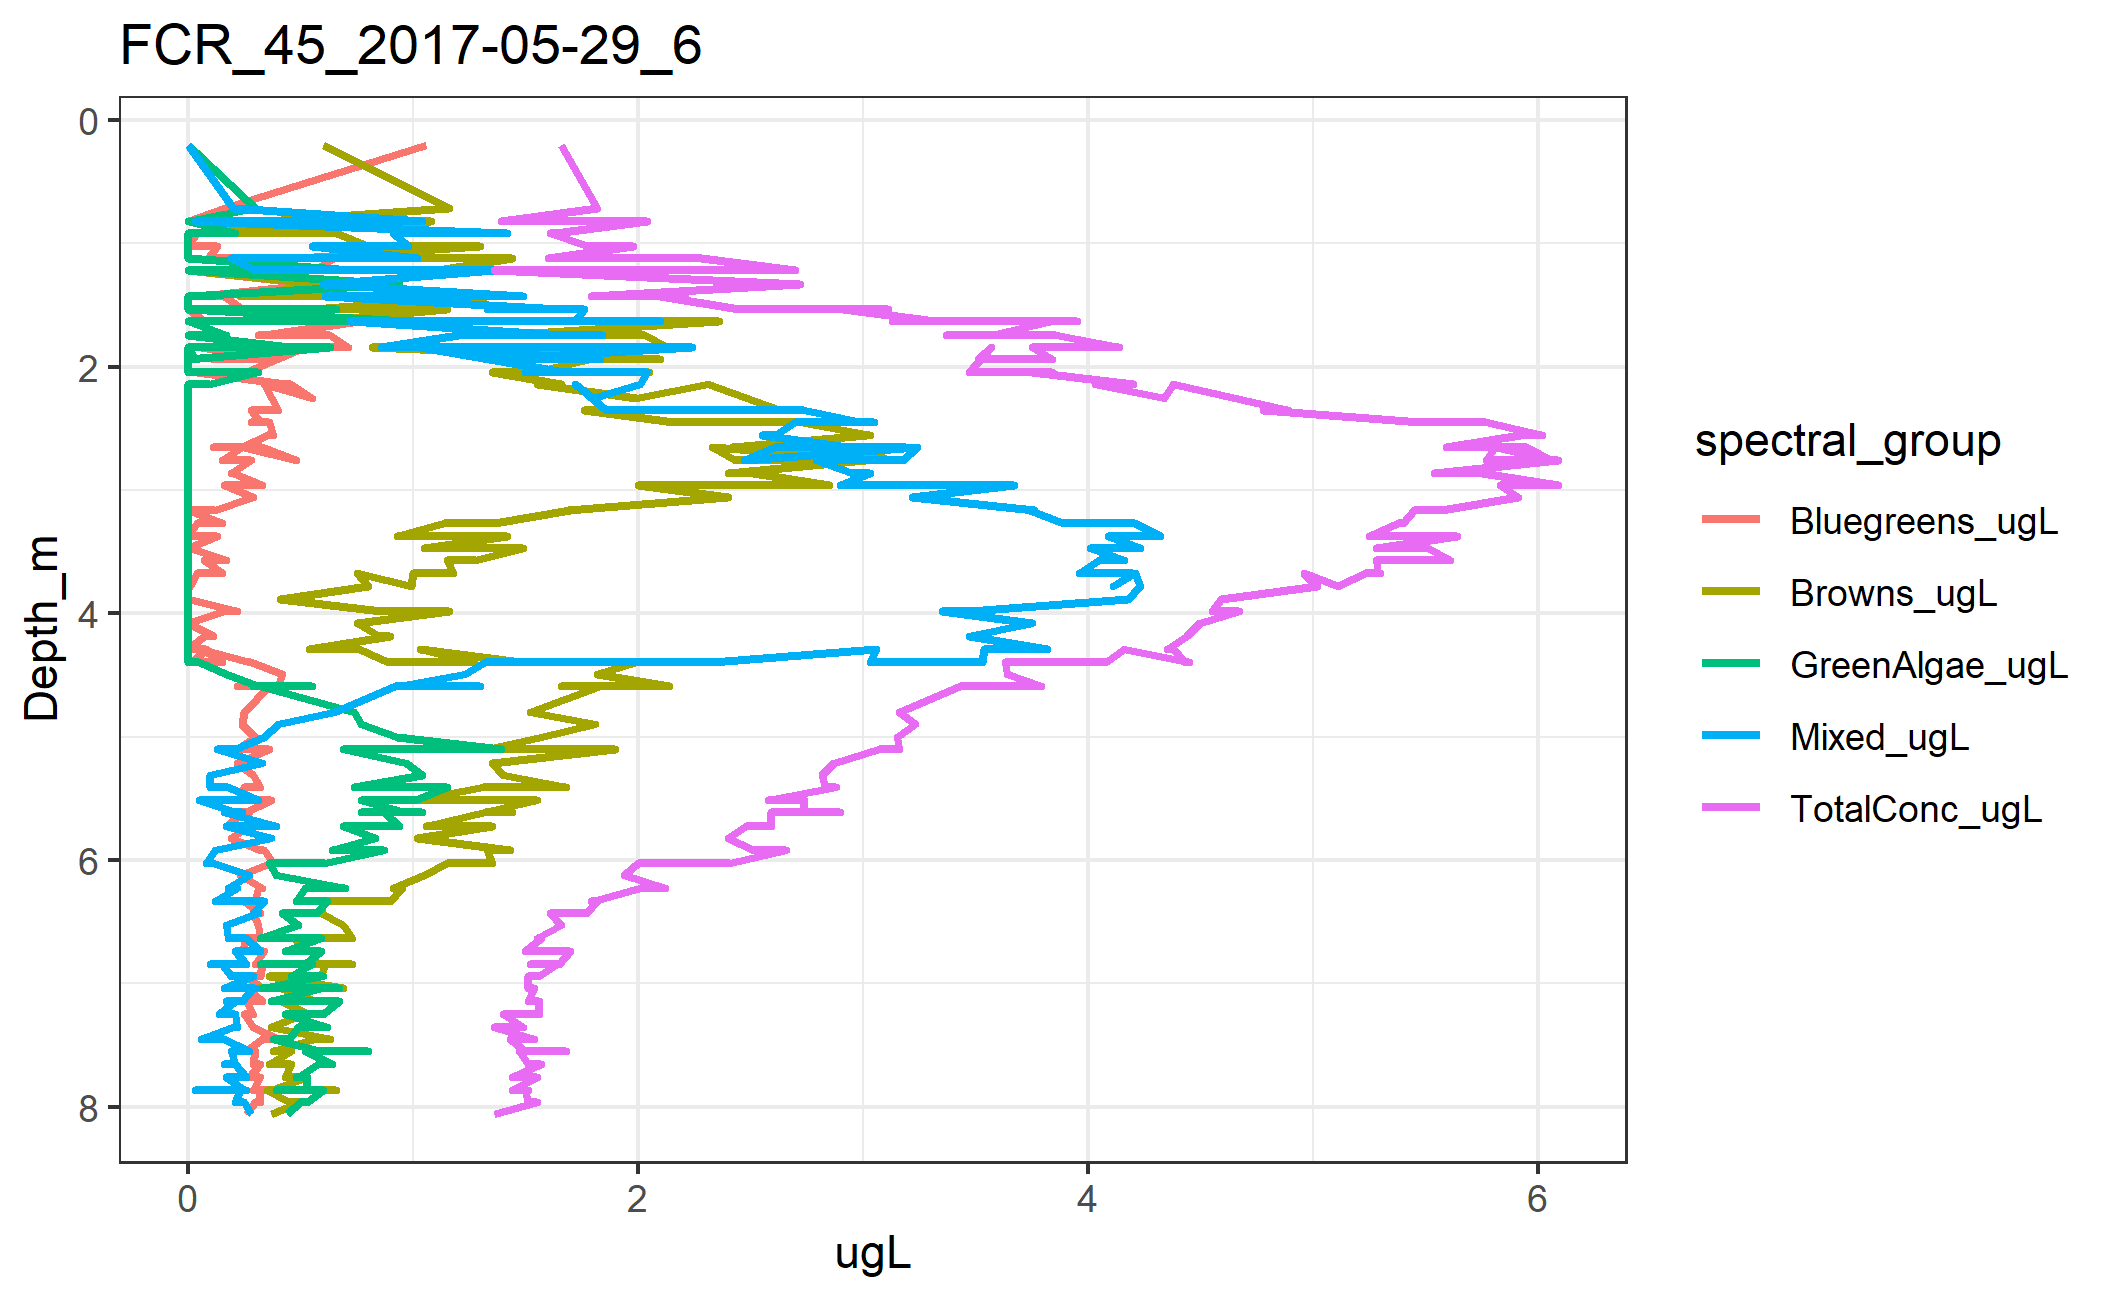 FCR_45_2017-05-29_6
0
2
4
6
8
Depth_m
0 2 4 6
ugL
spectral_group
Bluegreens_ugL
Browns_ugL
GreenAlgae_ugL
Mixed_ugL
TotalConc_ugL